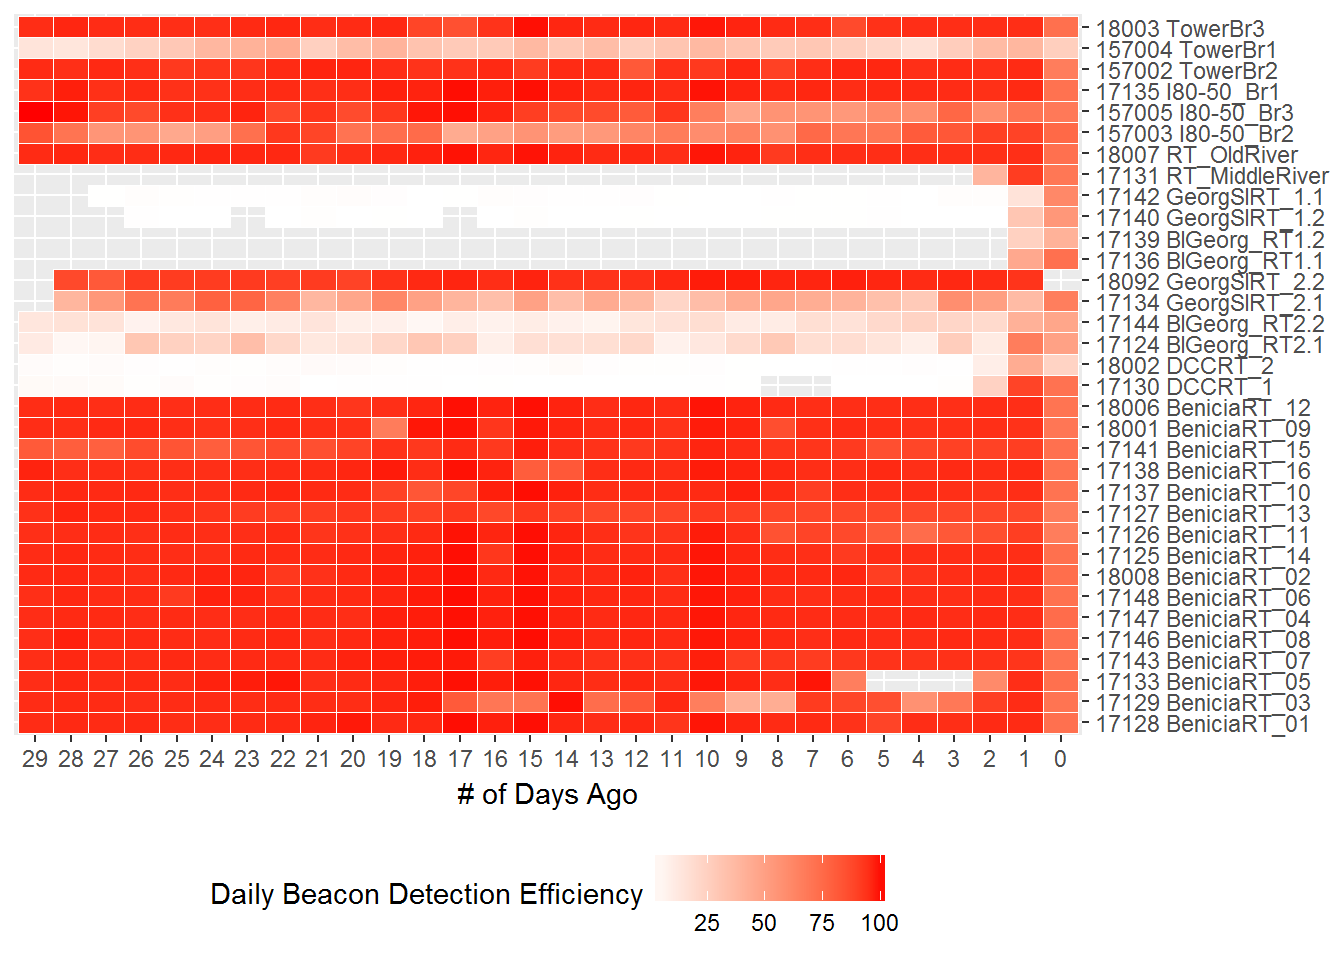 18003 TowerBr3
157004 TowerBr1
157002 TowerBr2
17135 I80-50_Br1
157005 I80-50_Br3
157003 I80-50_Br2
18007 RT_OldRiver
17131 RT_MiddleRiver
17142 GeorgSlRT_1.1
17140 GeorgSlRT_1.2
17139 BlGeorg_RT1.2
17136 BlGeorg_RT1.1
18092 GeorgSlRT_2.2
17134 GeorgSlRT_2.1
17144 BlGeorg_RT2.2
17124 BlGeorg_RT2.1
18002 DCCRT_2
17130 DCCRT_1
18006 BeniciaRT_12
18001 BeniciaRT_09
17141 BeniciaRT_15
17138 BeniciaRT_16
17137 BeniciaRT_10
17127 BeniciaRT_13
17126 BeniciaRT_11
17125 BeniciaRT_14
18008 BeniciaRT_02
17148 BeniciaRT_06
17147 BeniciaRT_04
17146 BeniciaRT_08
17143 BeniciaRT_07
17133 BeniciaRT_05
17129 BeniciaRT_03
17128 BeniciaRT_01
29 28 27 26 25 24 23 22 21 20 19 18 17 16 15 14 13 12 11 10 9 8 7 6 5 4 3 2 1 0
# of Days Ago
Daily Beacon Detection Efficiency
25 50 75 100